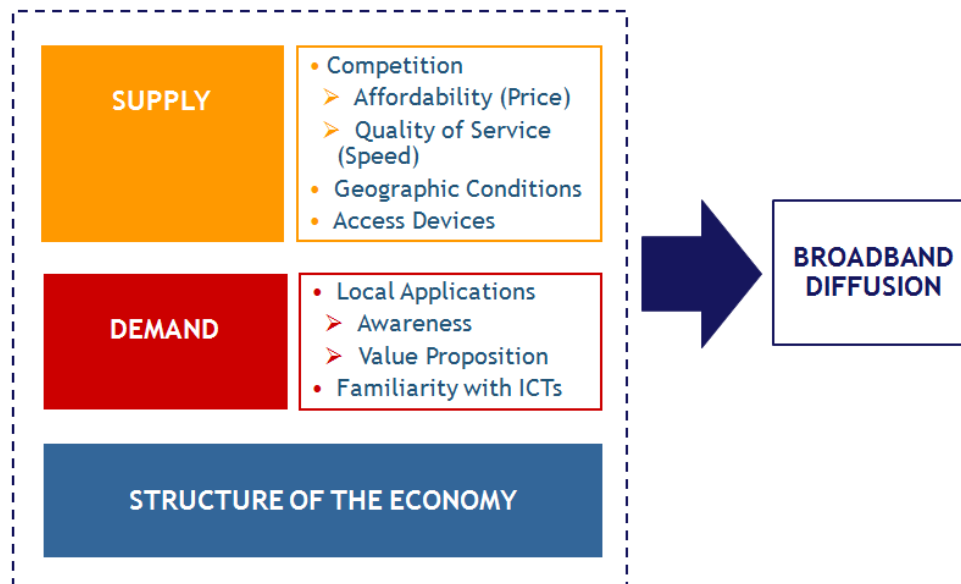 SUPPLY
• Competition
➢ Affordability (Price)
➢ Quality of Service
(Speed)
• Geographic Conditions
• Access Devices
DEMAND
• Local Applications
➢ Awareness
➢ Value Proposition
• Familiarity with ICTs
STRUCTURE OF THE ECONOMY
BROADBAND
DIFFUSION